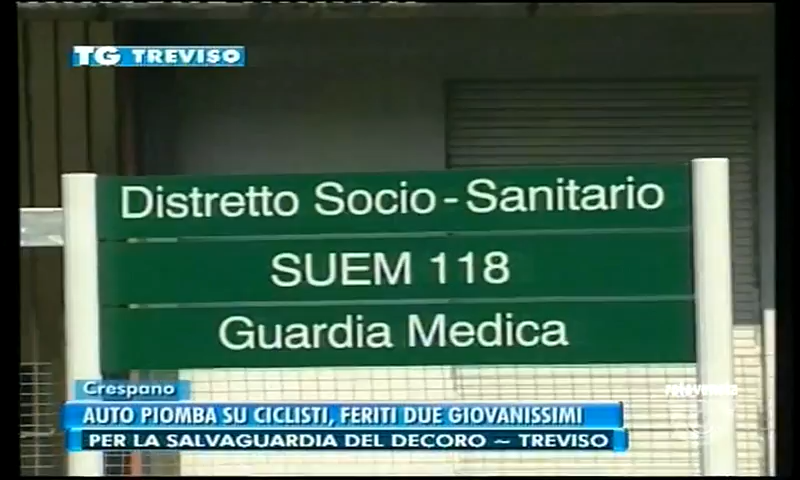 TG TREVISO
Distretto Socio-Sanitario
SUEM 118
Guardia Medica
Crespano
AUTO PIOMBA SU CICLISTI, FERITI DUE GIOVANISSIMI
PER LA SALVAGUARDIA DEL DECORO ~ TREVISO